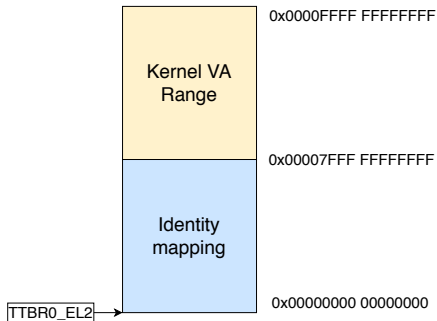 0x0000FFFF FFFFFFFF
Kernel VA
Range
0x00007FFF FFFFFFFF
Identity
mapping
0x00000000 00000000
TTBR0_EL2